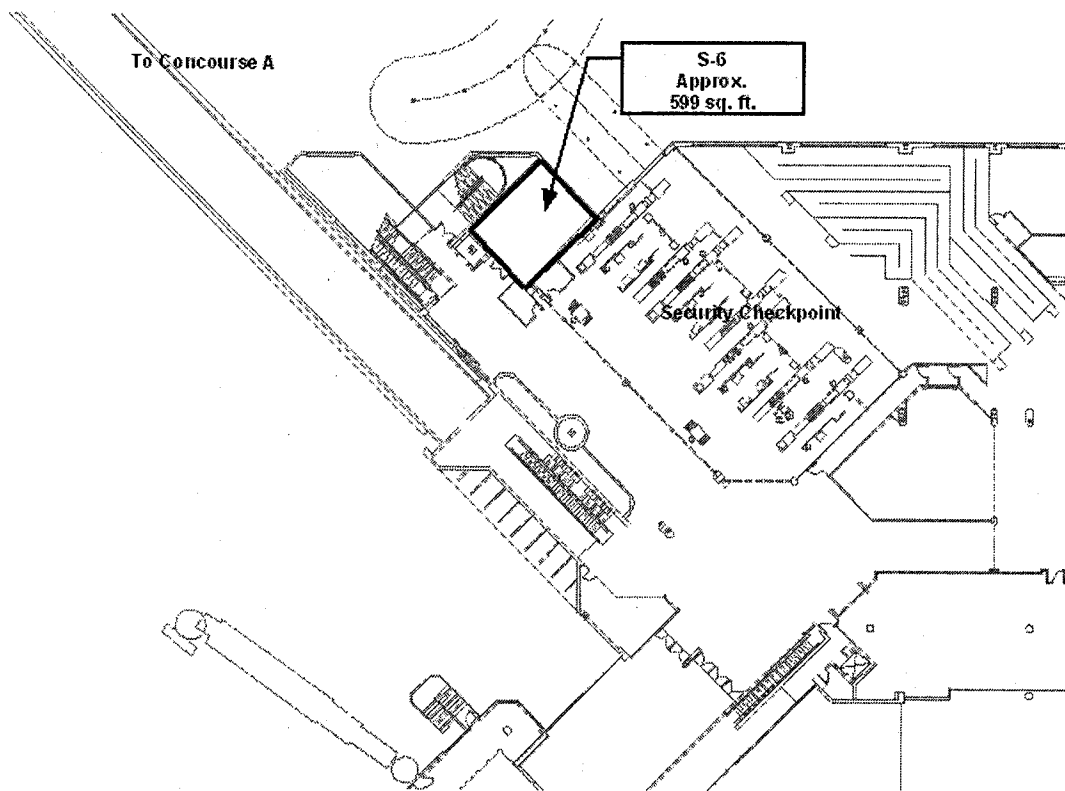 To Concourse A
S-6
Approx.
599 sq. ft.
Security Checkpoint